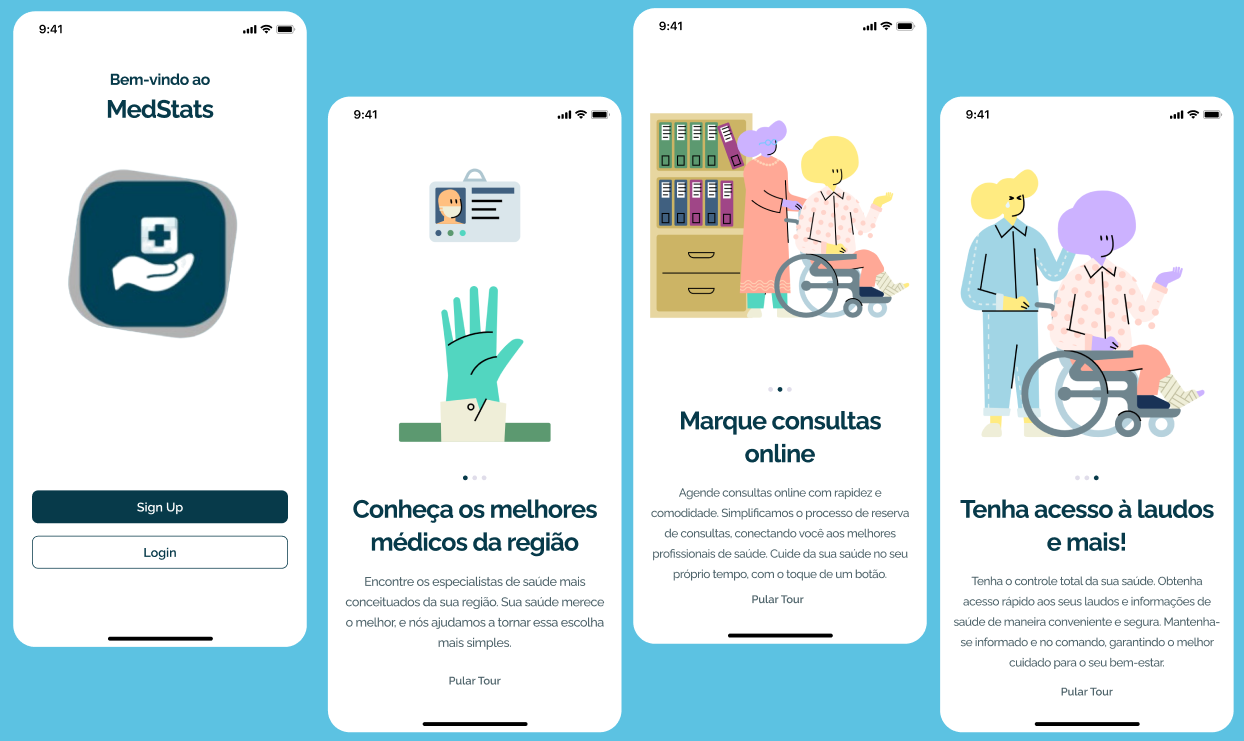 9:41
Bem-vindo ao
MedStats
Sign Up
Login
9:41
Conheça os melhores
médicos da região
Encontre os especialistas de saúde mais
conceituados da sua região. Sua saúde merece
o melhor, e nós ajudamos a tornar essa escolha
mais simples.
Pular Tour
9:41
Marque consultas
online
Agende consultas online com rapidez e
comodidade. Simplificamos o processo de reserva
de consultas, conectando você aos melhores
profissionais de saúde. Cuide da sua saúde no seu
próprio tempo, com o toque de um botão.
Pular Tour
9:41
Tenha acesso à laudos
e mais!
Tenha o controle total da sua saúde. Obtenha
acesso rápido aos seus laudos e informações de
saúde de maneira conveniente e segura. Mantenha-
se informado e no comando, garantindo o melhor
cuidado para o seu bem-estar.
Pular Tour